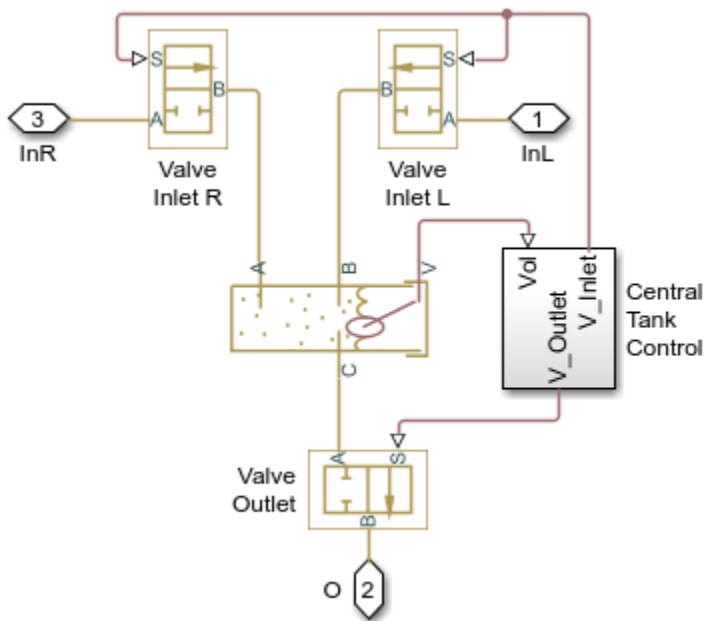 S
S
B
B
3
A
A
1
InR
InL
Valve
Inlet R
Valve
Inlet L
A
B
V
Vol
V_Outlet
V_Inlet
Central
Tank
Control
C
A
S
Valve
Outlet
B
O
2